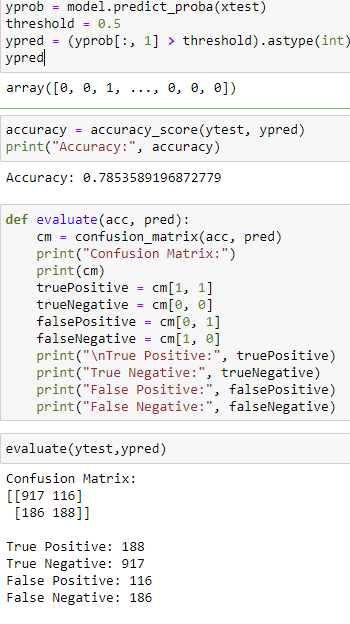 yprob = model.predict_proba(xtest)
threshold = 0.5
ypred = (yprob[:, 1] > threshold).astype(int)
ypred
array([0, 0, 1, ..., 0, 0, 0])
accuracy = accuracy_score(ytest, ypred)
print("Accuracy:", accuracy)
Accuracy: 0.7853589196872779
def evaluate(acc, pred):
    cm = confusion_matrix(acc, pred)
    print("Confusion Matrix:")
    print(cm)
    truePositive = cm[1, 1]
    trueNegative = cm[0, 0]
    falsePositive = cm[0, 1]
    falseNegative = cm[1, 0]
    print("\nTrue Positive:", truePositive)
    print("True Negative:", trueNegative)
    print("False Positive:", falsePositive)
    print("False Negative:", falseNegative)
evaluate(ytest,ypred)
Confusion Matrix:
[[917 116]
 [186 188]]
True Positive: 188
True Negative: 917
False Positive: 116
False Negative: 186